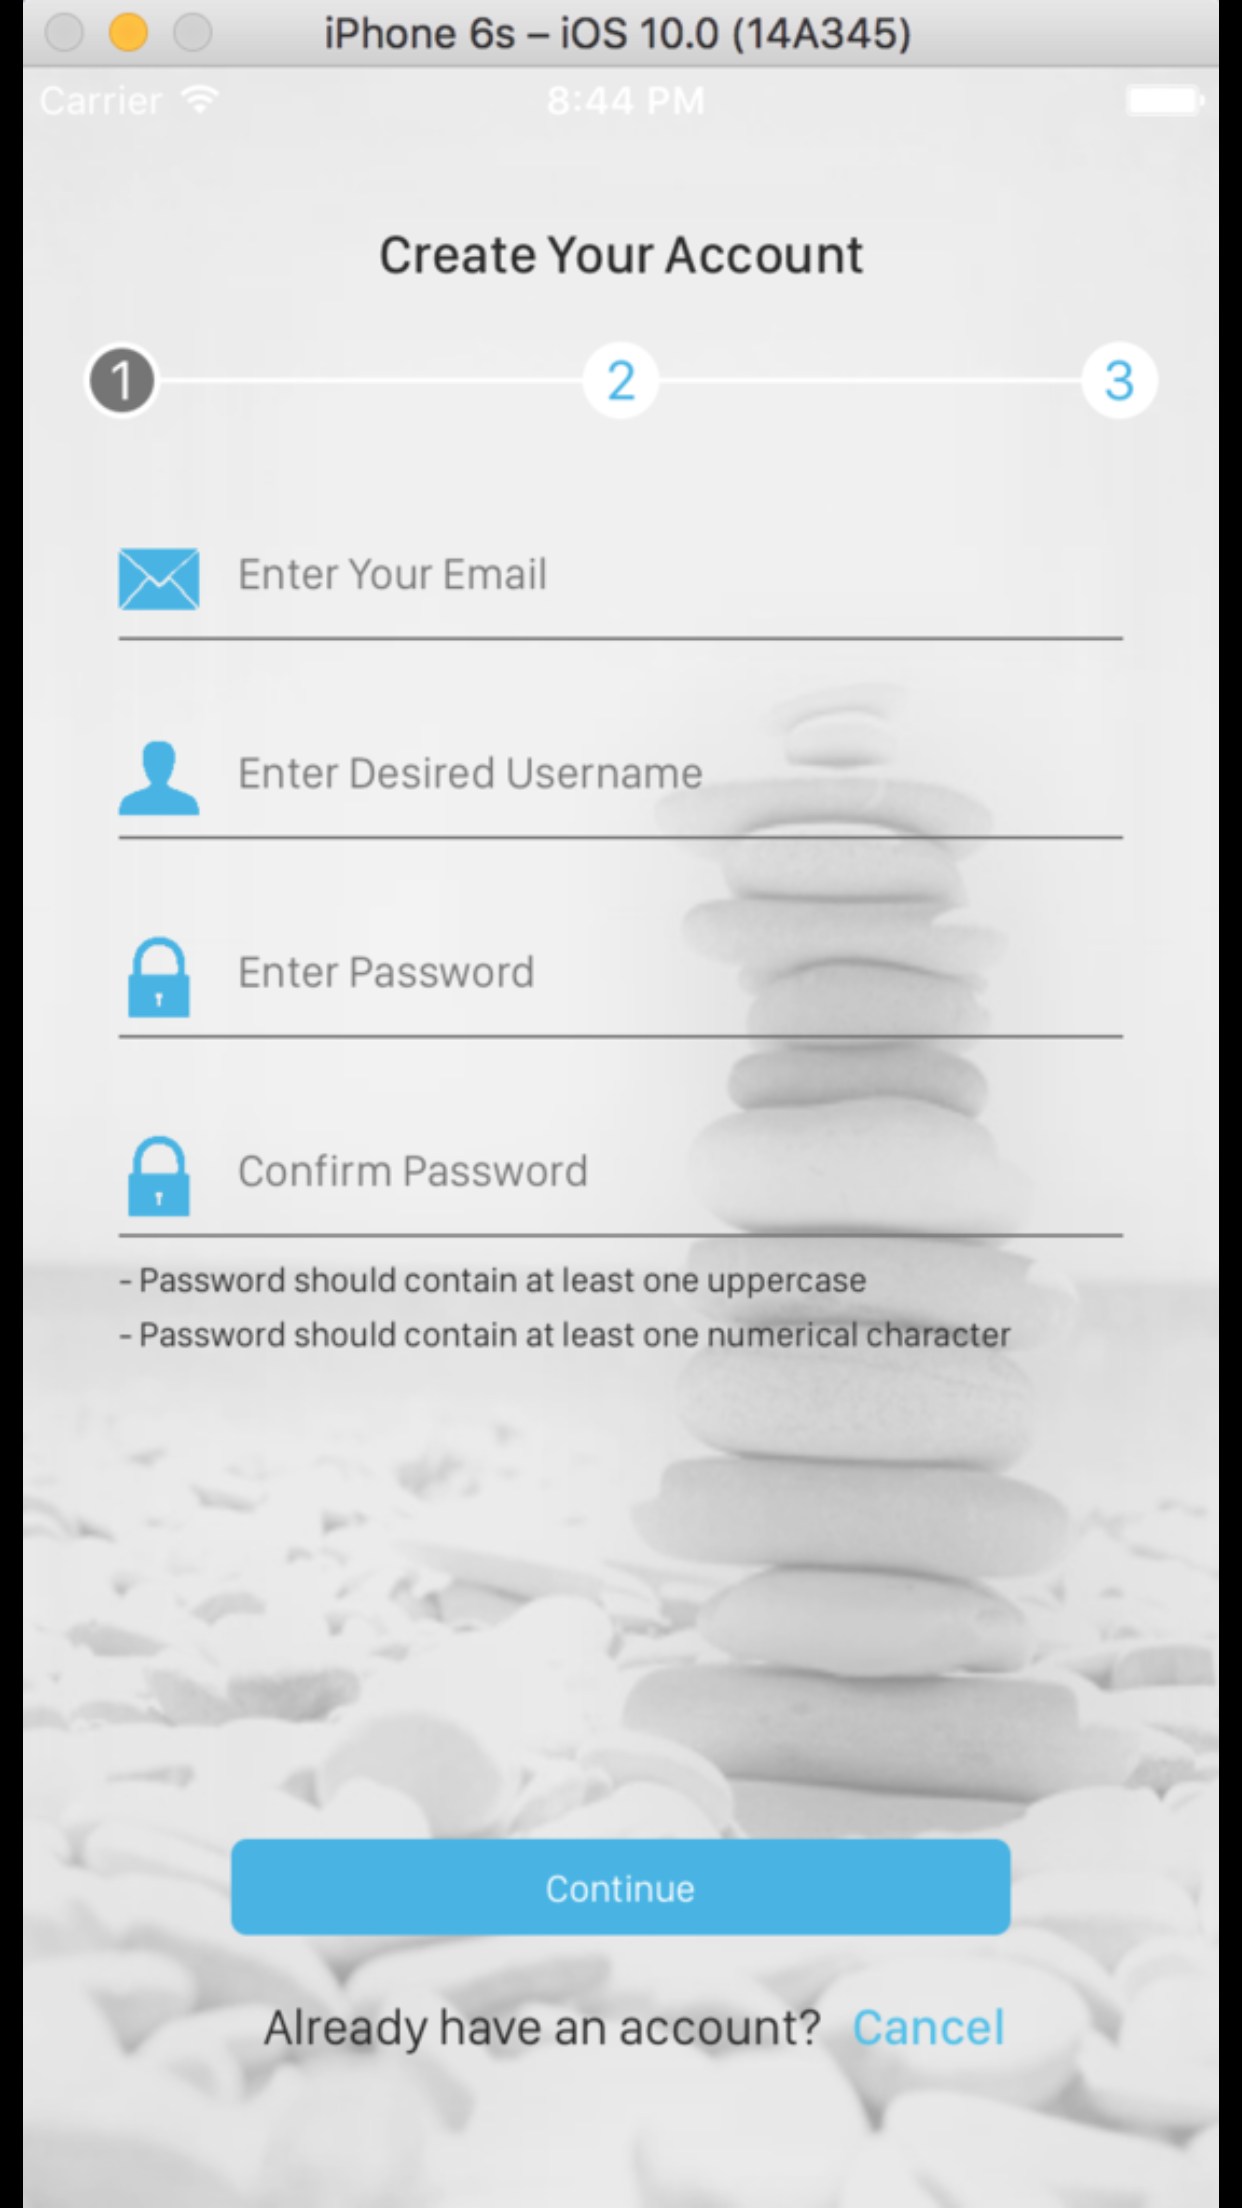 iPhone 6s – iOS 10.0 (14A345)
Carrier 8:44 PM
Create Your Account
1 2 3
Enter Your Email
Enter Desired Username
Enter Password
Confirm Password
- Password should contain at least one uppercase
- Password should contain at least one numerical character
Continue
Already have an account? Cancel